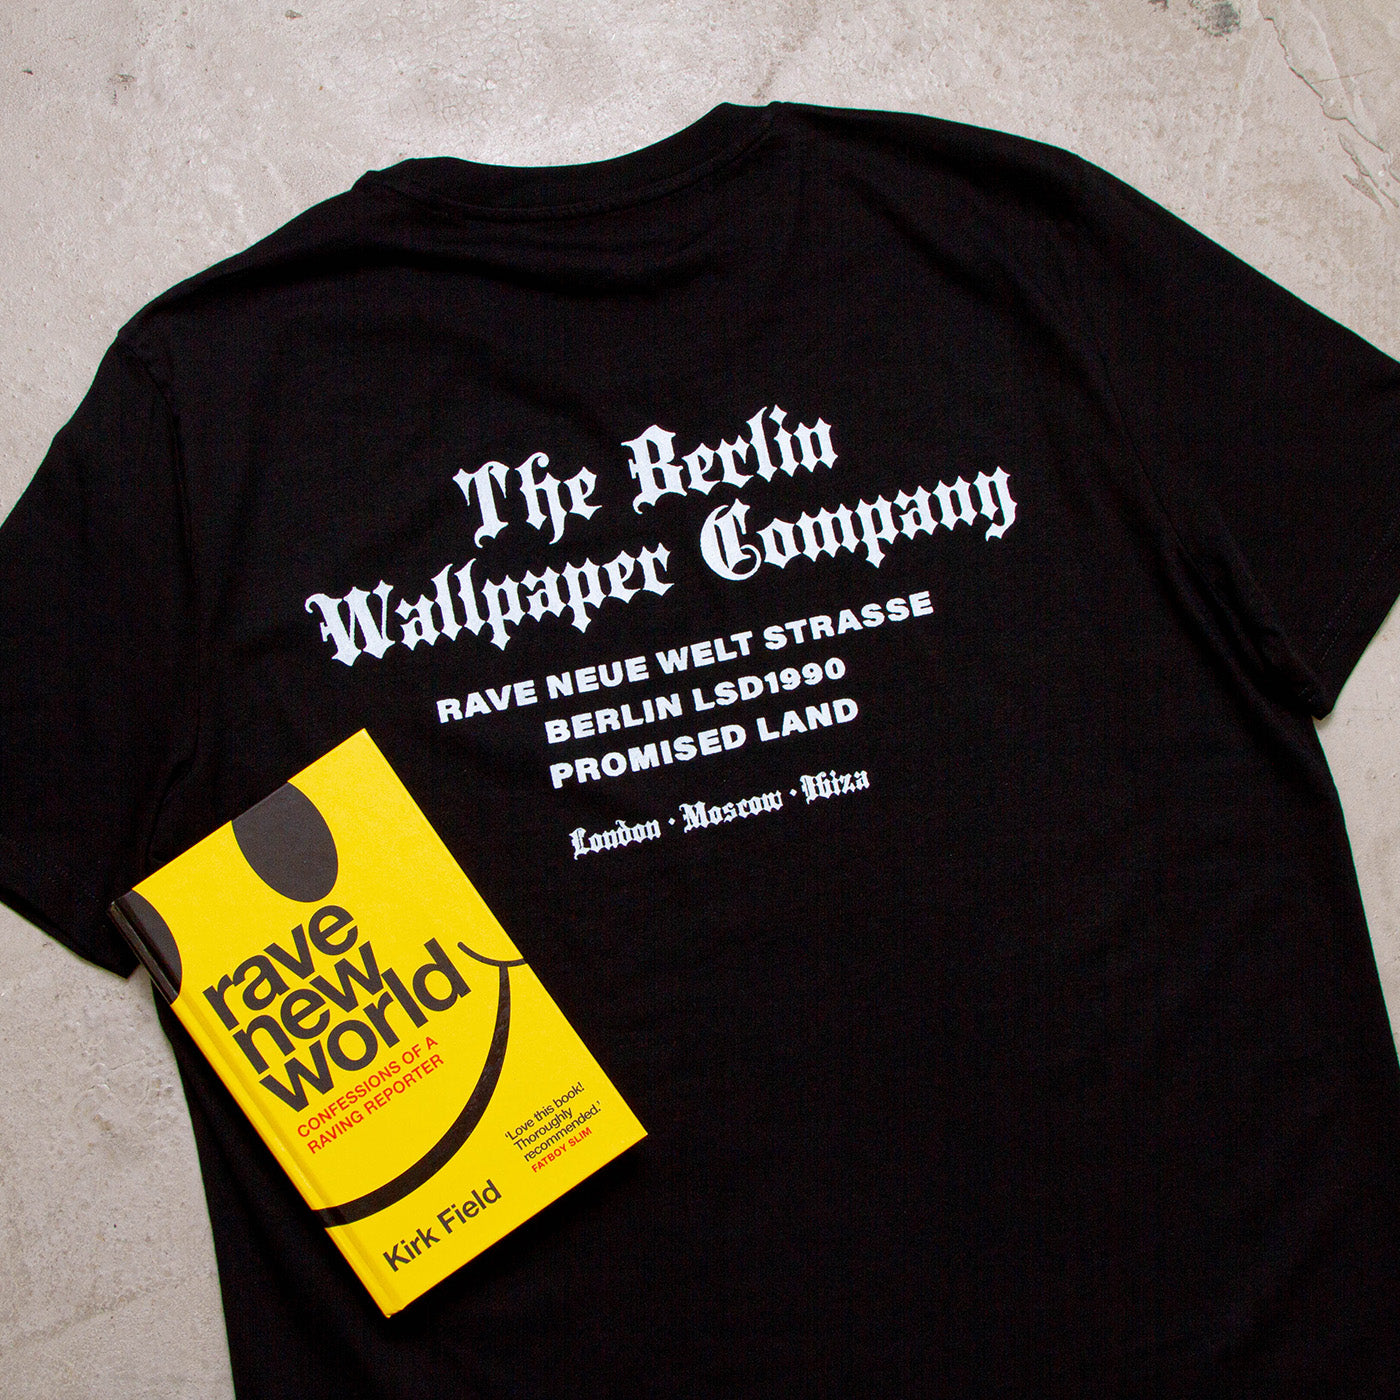 The Berlin
Wallpaper Company
RAVE NEUE WELT STRASSE
BERLIN LSD1990
PROMISED LAND
London · Moscow · Ibiza
rave
new
world
CONFESSIONS OF A
RAVING REPORTER
'Love this book!
Thoroughly
recommended.'
FATBOY SLIM
Kirk Field